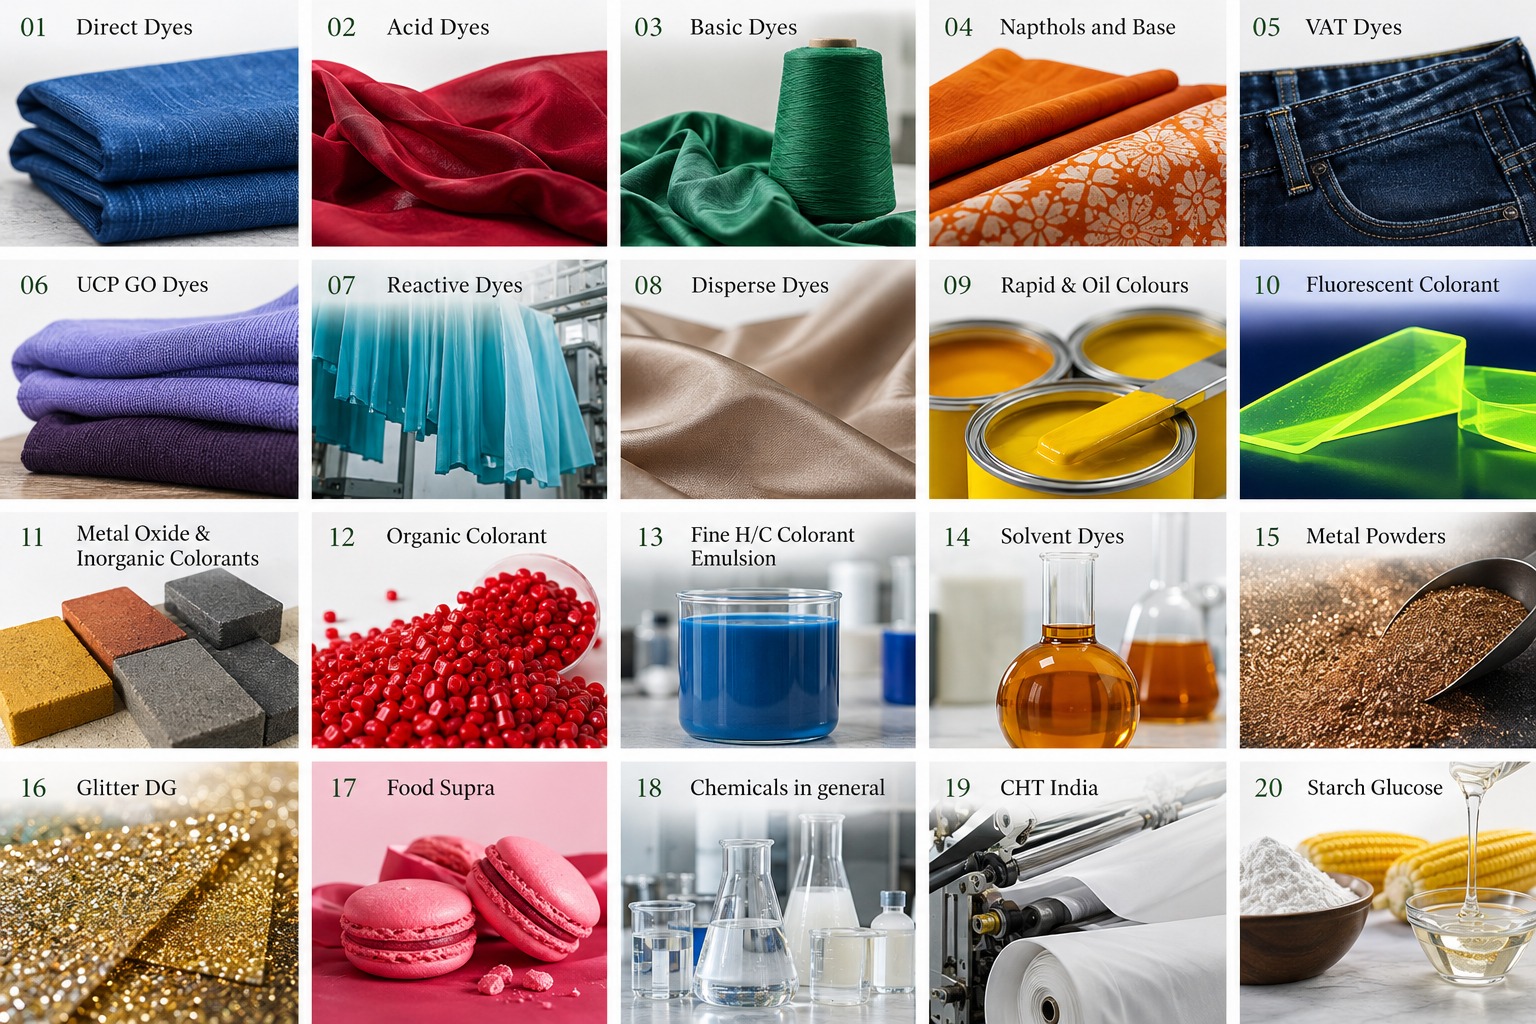 01 Direct Dyes
02 Acid Dyes
03 Basic Dyes
04 Napthols and Base
05 VAT Dyes
06 UCP GO Dyes
07 Reactive Dyes
08 Disperse Dyes
09 Rapid & Oil Colours
10 Fluorescent Colorant
11 Metal Oxide &
Inorganic Colorants
12 Organic Colorant
13 Fine H/C Colorant
Emulsion
14 Solvent Dyes
15 Metal Powders
16 Glitter DG
17 Food Supra
18 Chemicals in general
19 CHT India
20 Starch Glucose